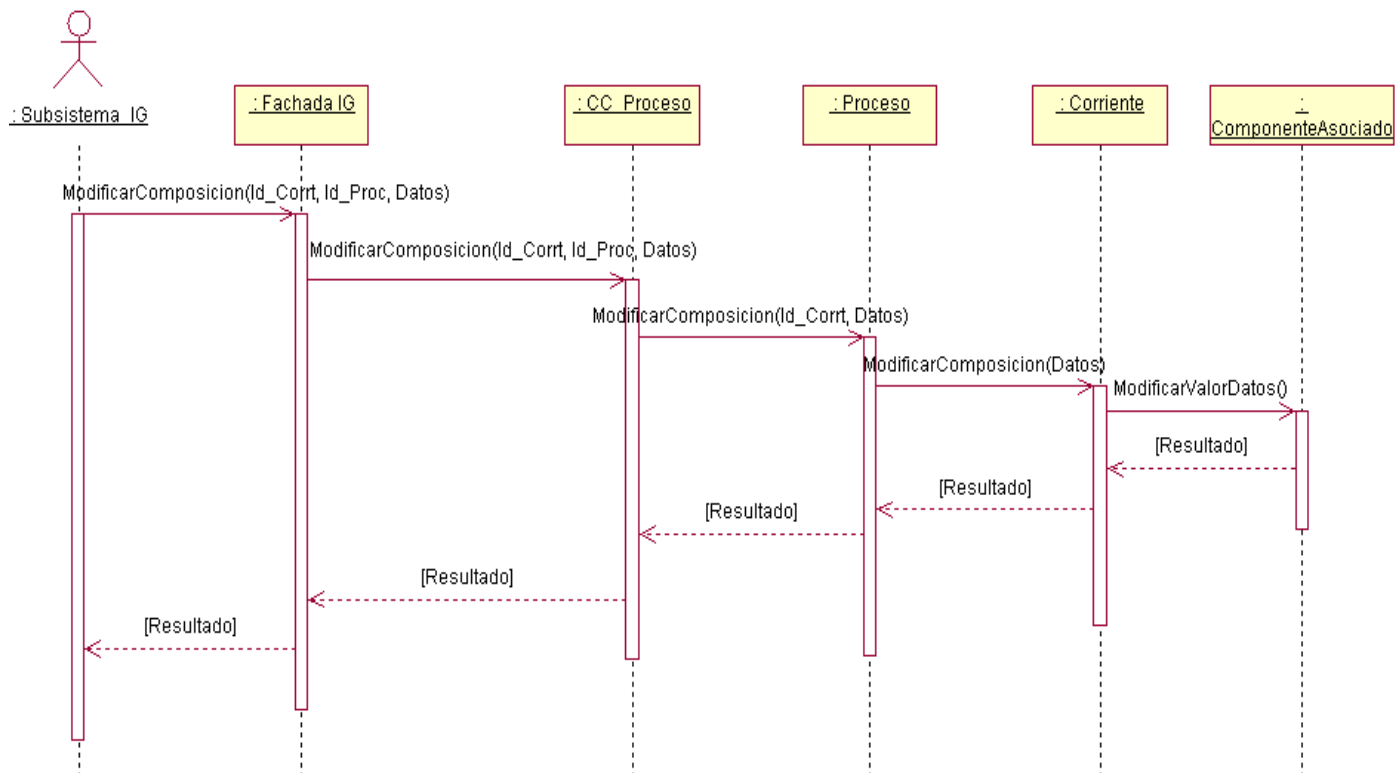 : Subsistema_IG
: Fachada IG
: CC_Proceso
: Proceso
: Corriente
:
ComponenteAsociado
ModificarComposicion(Id_Corrt, Id_Proc, Datos)
ModificarComposicion(Id_Corrt, Id_Proc, Datos)
ModificarComposicion(Id_Corrt, Datos)
ModificarComposicion(Datos)
ModificarValorDatos()
[Resultado]
[Resultado]
[Resultado]
[Resultado]
[Resultado]